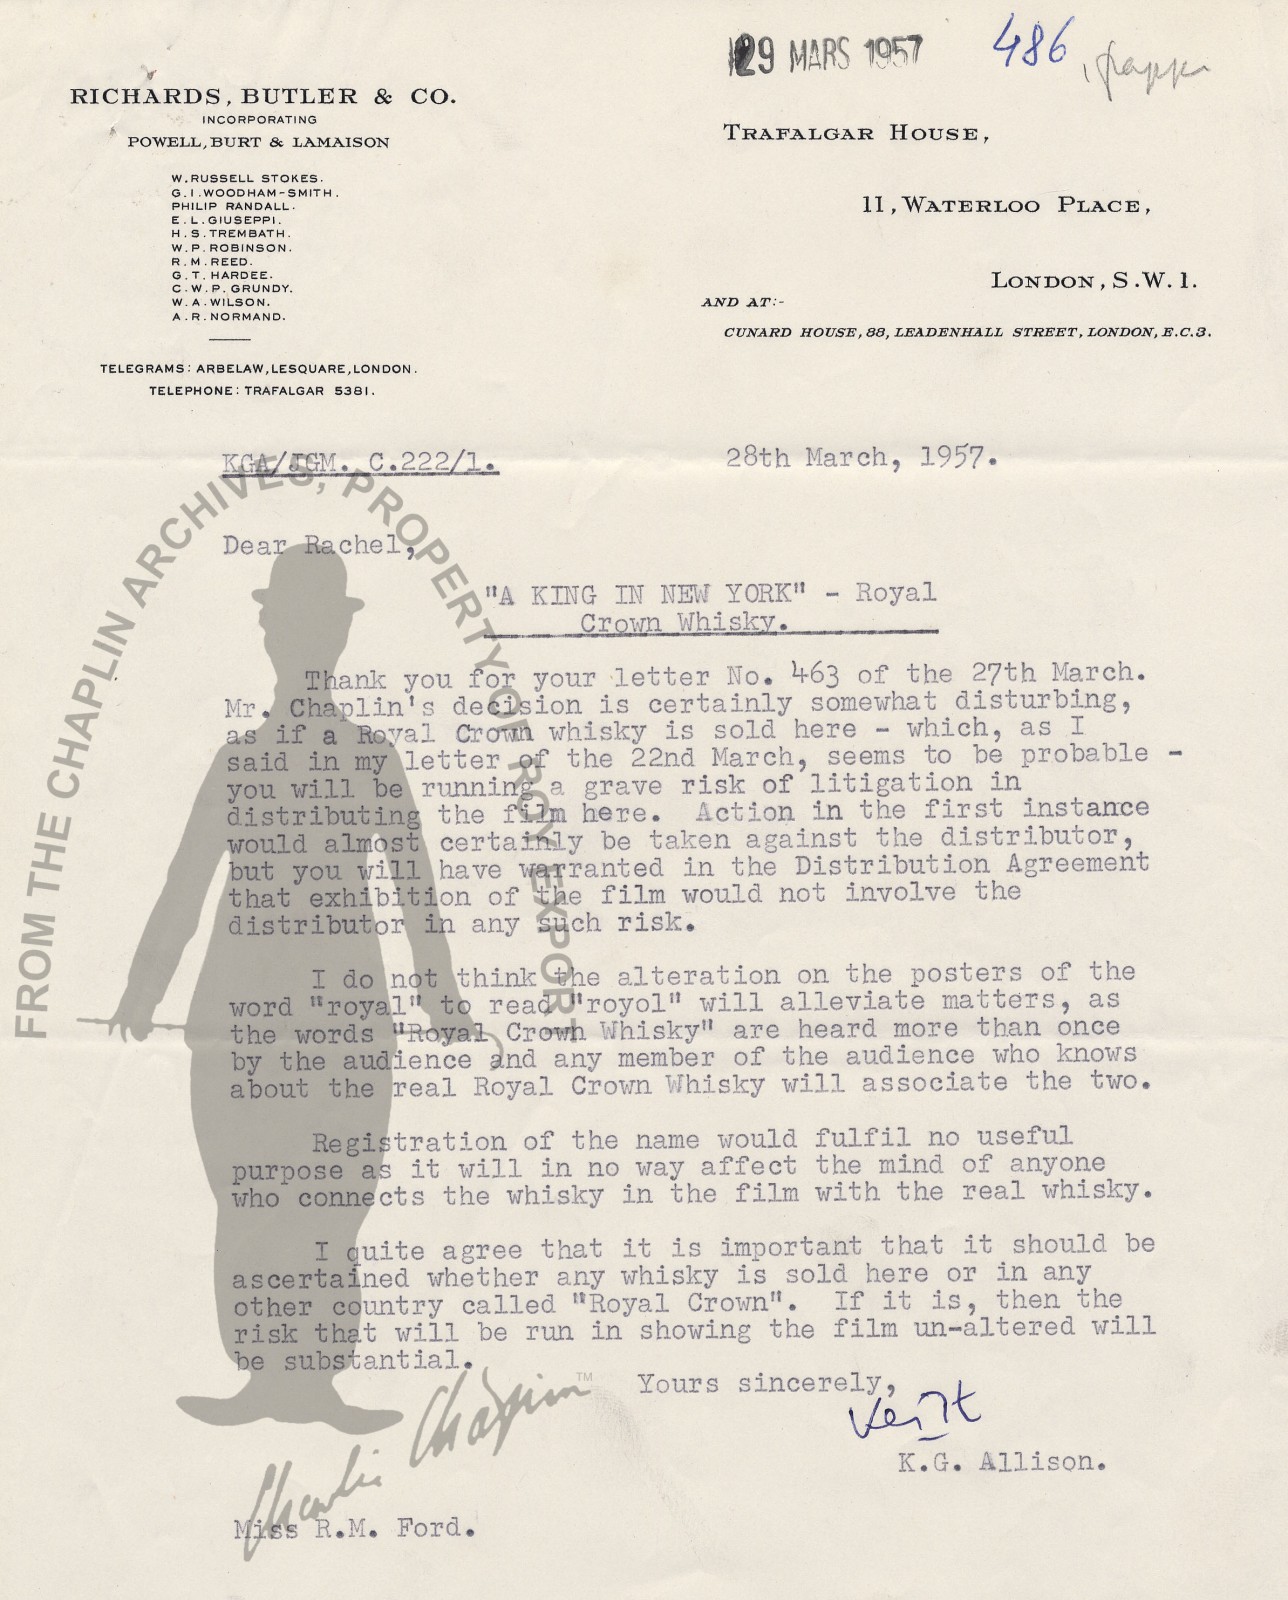 29 MARS 1957
486
RICHARDS, BUTLER & CO.
INCORPORATING
POWELL, BURT & LAMAISON
W. RUSSELL STOKES.
G. I. WOODHAM-SMITH.
PHILIP RANDALL.
E. L. GIUSEPPI.
H. S. TREMBATH.
W. P. ROBINSON.
R. M. REED.
G. T. HARDEE.
C. W. P. GRUNDY.
W. A. WILSON.
A. R. NORMAND.
TELEGRAMS: ARBELAW, LESQUARE, LONDON.
TELEPHONE: TRAFALGAR 5381.
TRAFALGAR HOUSE,
11, WATERLOO PLACE,
LONDON, S.W.1.
AND AT:-
CUNARD HOUSE, 88, LEADENHALL STREET, LONDON, E.C.3.
KGA/JGM. C.222/1.
28th March, 1957.
Dear Rachel,
"A KING IN NEW YORK" - Royal
Crown Whisky.
Thank you for your letter No. 463 of the 27th March.
Mr. Chaplin's decision is certainly somewhat disturbing,
as if a Royal Crown whisky is sold here - which, as I
said in my letter of the 22nd March, seems to be probable -
you will be running a grave risk of litigation in
distributing the film here. Action in the first instance
would almost certainly be taken against the distributor,
but you will have warranted in the Distribution Agreement
that exhibition of the film would not involve the
distributor in any such risk.
I do not think the alteration on the posters of the
word "royal" to read "royol" will alleviate matters, as
the words "Royal Crown Whisky" are heard more than once
by the audience and any member of the audience who knows
about the real Royal Crown Whisky will associate the two.
Registration of the name would fulfil no useful
purpose as it will in no way affect the mind of anyone
who connects the whisky in the film with the real whisky.
I quite agree that it is important that it should be
ascertained whether any whisky is sold here or in any
other country called "Royal Crown". If it is, then the
risk that will be run in showing the film un-altered will
be substantial.
Yours sincerely,
K.G. Allison.
Miss R.M. Ford.
FROM THE CHAPLIN ARCHIVES, PROPERTY OF ROY EXPORT
Charlie Chaplin TM